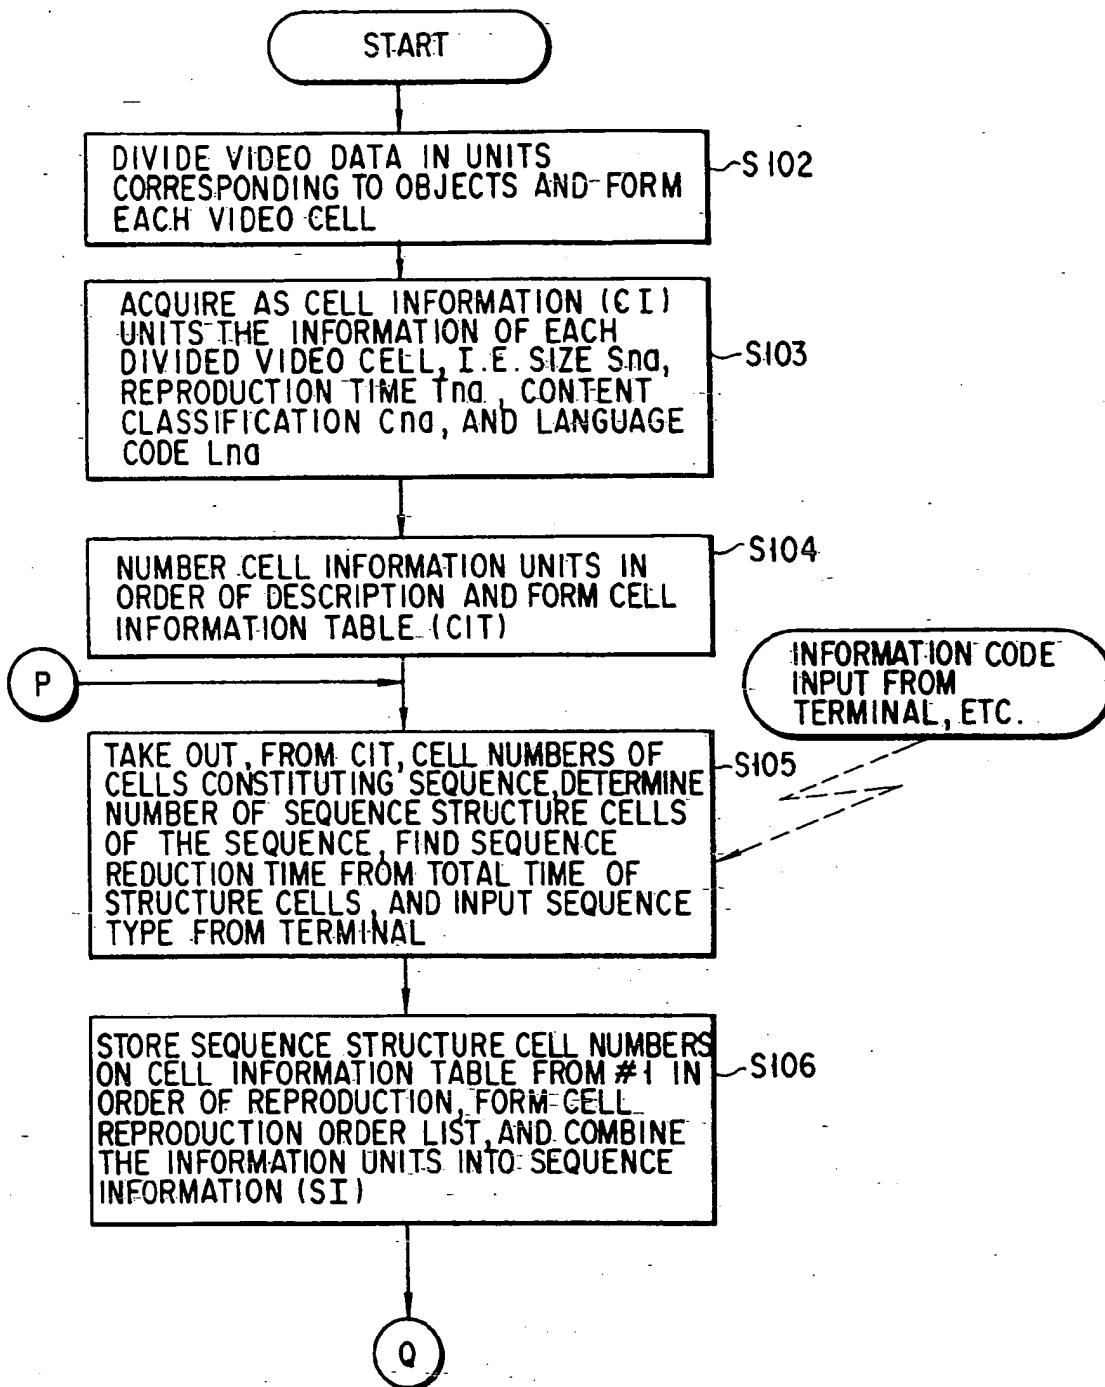 START
DIVIDE VIDEO DATA IN UNITS
CORRESPONDING TO OBJECTS AND FORM
EACH VIDEO CELL
S102
ACQUIRE AS CELL INFORMATION (CI)
UNITS THE INFORMATION OF EACH
DIVIDED VIDEO CELL, I.E. SIZE Sna,
REPRODUCTION TIME Tna, CONTENT
CLASSIFICATION Cna, AND LANGUAGE
CODE Lna
S103
NUMBER CELL INFORMATION UNITS IN
ORDER OF DESCRIPTION AND FORM CELL
INFORMATION TABLE (CIT)
S104
P
INFORMATION CODE
INPUT FROM
TERMINAL, ETC.
TAKE OUT, FROM CIT, CELL NUMBERS OF
CELLS CONSTITUTING SEQUENCE, DETERMINE
NUMBER OF SEQUENCE STRUCTURE CELLS
OF THE SEQUENCE, FIND SEQUENCE
REDUCTION TIME FROM TOTAL TIME OF
STRUCTURE CELLS, AND INPUT SEQUENCE
TYPE FROM TERMINAL
S105
STORE SEQUENCE STRUCTURE CELL NUMBERS
ON CELL INFORMATION TABLE FROM #1 IN
ORDER OF REPRODUCTION, FORM CELL
REPRODUCTION ORDER LIST, AND COMBINE
THE INFORMATION UNITS INTO SEQUENCE
INFORMATION (SI)
S106
Q